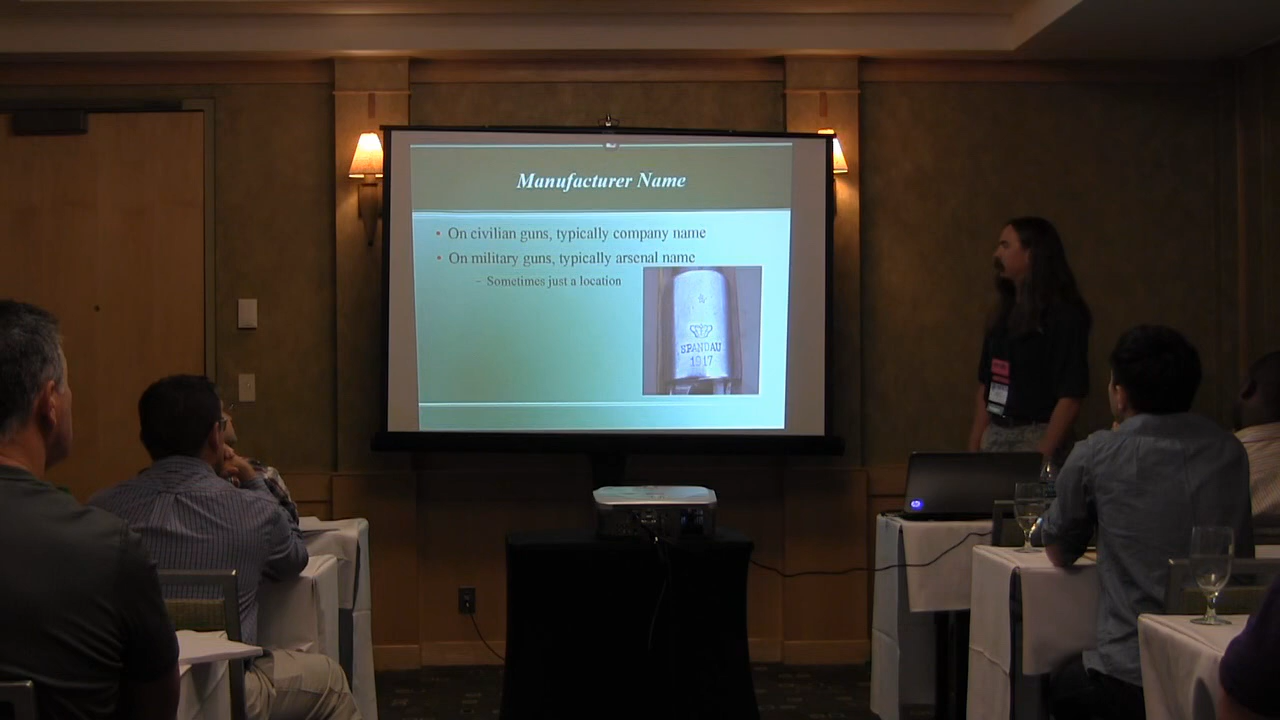 Manufacturer Name
• On civilian guns, typically company name
• On military guns, typically arsenal name
– Sometimes just a location
SPANDAU
1917
hp